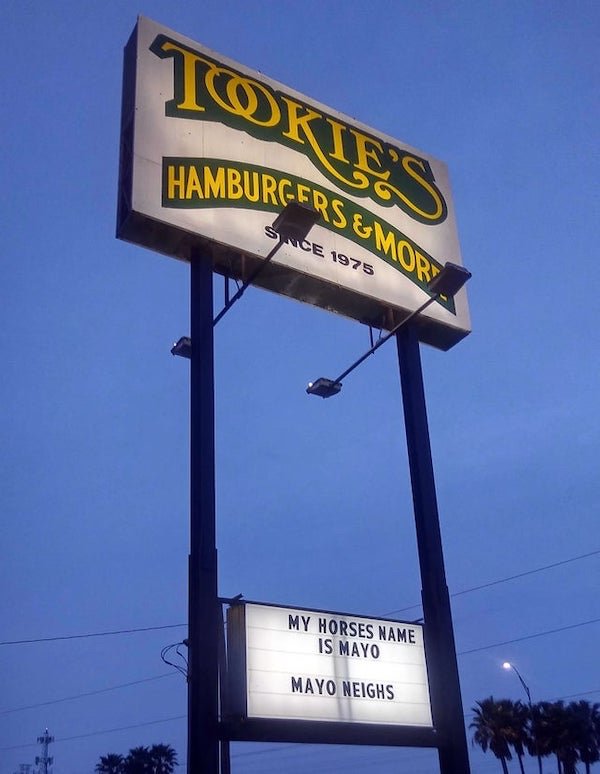 TOOKIE'S
HAMBURGERS & MORE
SINCE 1975
MY HORSES NAME
IS MAYO
MAYO NEIGHS